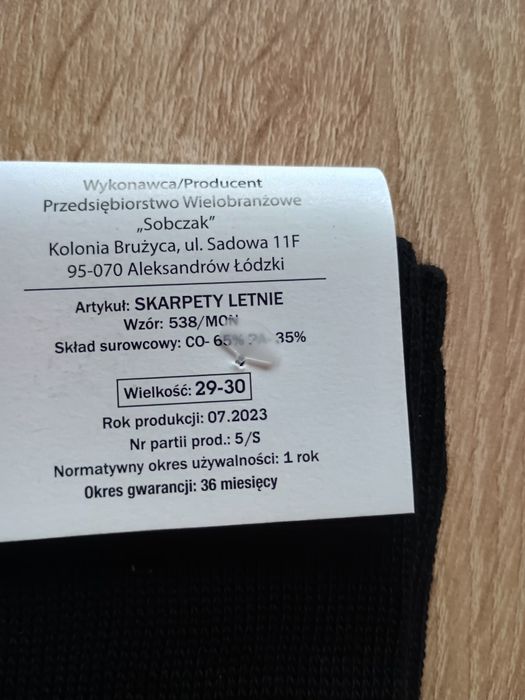 Wykonawca/Producent
Przedsiębiorstwo Wielobranżowe
„Sobczak”
Kolonia Brużyca, ul. Sadowa 11F
95-070 Aleksandrów Łódzki
Artykuł: SKARPETY LETNIE
Wzór: 538/MON
Skład surowcowy: CO- 65% 35%
Wielkość: 29-30
Rok produkcji: 07.2023
Nr partii prod.: 5/S
Normatywny okres używalności: 1 rok
Okres gwarancji: 36 miesięcy